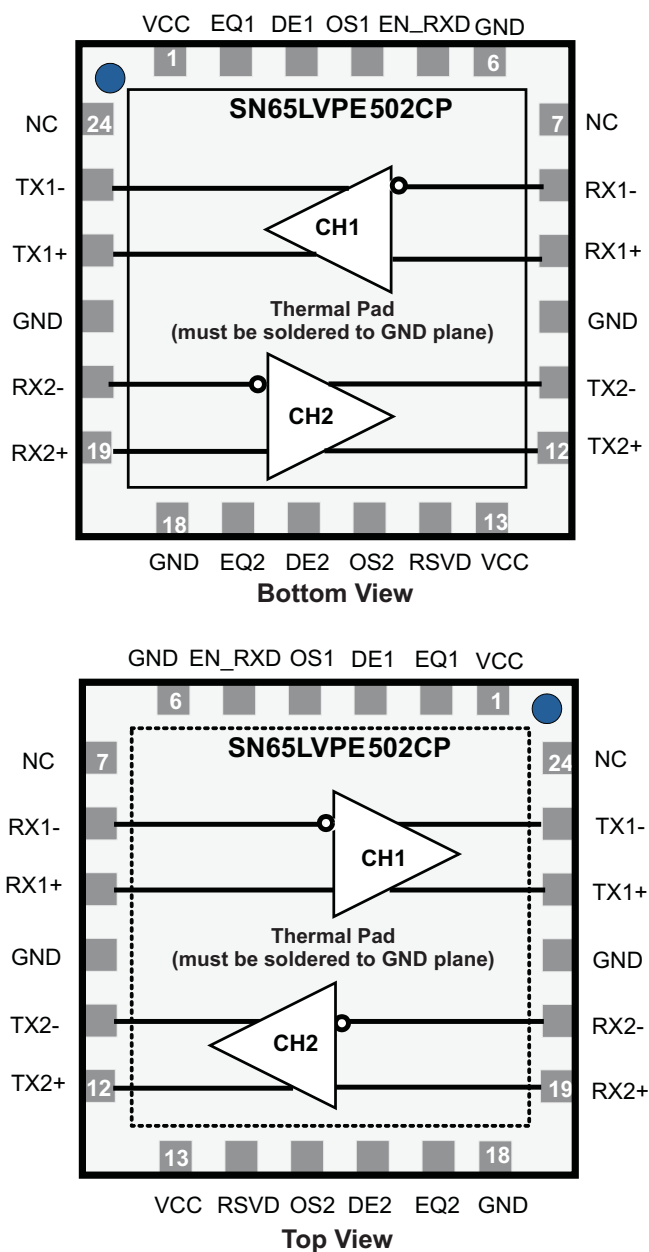 VCC EQ1 DE1 OS1 EN_RXD GND
1 6
SN65LVPE502CP
NC 24 7 NC
TX1- RX1-
CH1
TX1+ RX1+
GND Thermal Pad GND
(must be soldered to GND plane)
RX2- TX2-
CH2
RX2+ 19 12 TX2+
18 13
GND EQ2 DE2 OS2 RSVD VCC
Bottom View
GND EN_RXD OS1 DE1 EQ1 VCC
6 1
SN65LVPE502CP
NC 7 24 NC
RX1- TX1-
CH1
RX1+ TX1+
Thermal Pad
GND (must be soldered to GND plane) GND
TX2- RX2-
CH2
TX2+ 12 19 RX2+
13 18
VCC RSVD OS2 DE2 EQ2 GND
Top View